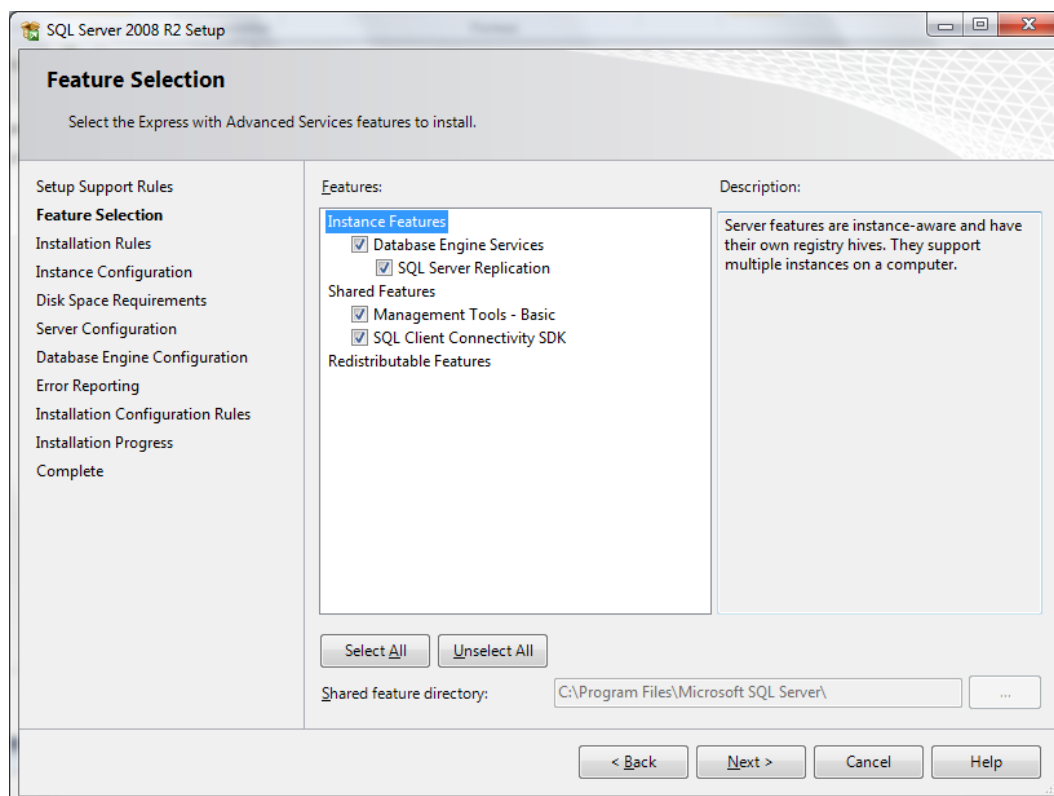 SQL Server 2008 R2 Setup
Feature Selection
Select the Express with Advanced Services features to install.
Setup Support Rules
Feature Selection
Installation Rules
Instance Configuration
Disk Space Requirements
Server Configuration
Database Engine Configuration
Error Reporting
Installation Configuration Rules
Installation Progress
Complete
Features:
Instance Features
Database Engine Services
SQL Server Replication
Shared Features
Management Tools - Basic
SQL Client Connectivity SDK
Redistributable Features
Description:
Server features are instance-aware and have
their own registry hives. They support
multiple instances on a computer.
Select All
Unselect All
Shared feature directory:
C:\Program Files\Microsoft SQL Server\
...
< Back
Next >
Cancel
Help